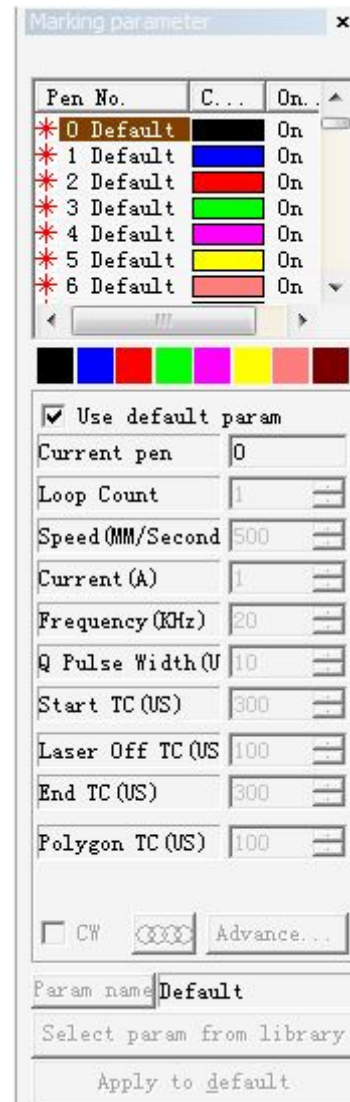 Marking parameter
Pen No. C... On..
0 Default On
1 Default On
2 Default On
3 Default On
4 Default On
5 Default On
6 Default On
Use default param
Current pen 0
Loop Count 1
Speed(MM/Second 500
Current(A) 1
Frequency(KHz) 20
Q Pulse Width(U 10
Start TC(US) 300
Laser Off TC(US 100
End TC(US) 300
Polygon TC(US) 100
CW Advance...
Param name Default
Select param from library
Apply to default